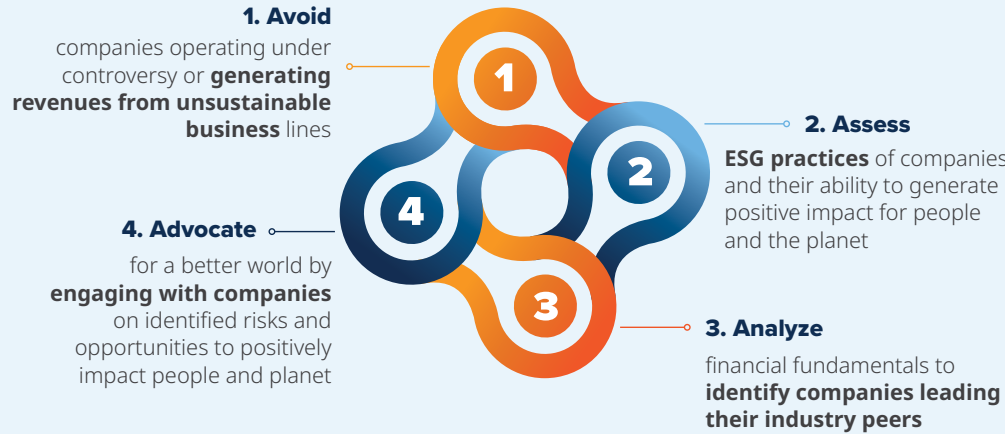 1. Avoid
companies operating under
controversy or generating
revenues from unsustainable
business lines
1
2
2. Assess
ESG practices of companies
and their ability to generate
positive impact for people
and the planet
3
3. Analyze
financial fundamentals to
identify companies leading
their industry peers
4
4. Advocate
for a better world by
engaging with companies
on identified risks and
opportunities to positively
impact people and planet